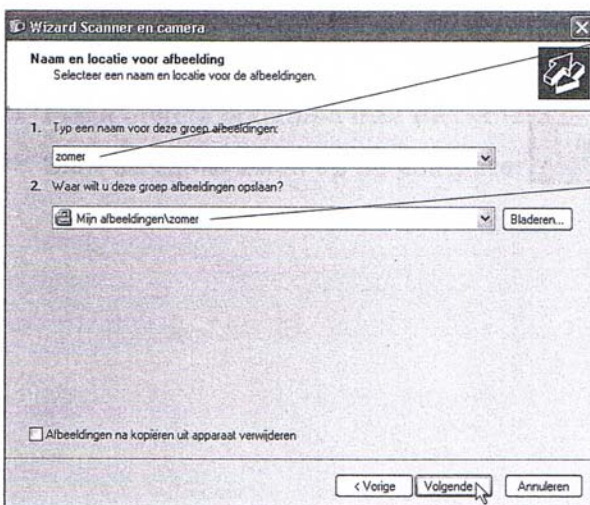 Wizard Scanner en camera
Naam en locatie voor afbeelding
Selecteer een naam en locatie voor de afbeeldingen.
1. Typ een naam voor deze groep afbeeldingen:
zomer
2. Waar wilt u deze groep afbeeldingen opslaan?
Mijn afbeeldingen\zomer
Bladeren...
Afbeeldingen na kopiëren uit apparaat verwijderen
< Vorige
Volgende
Annuleren